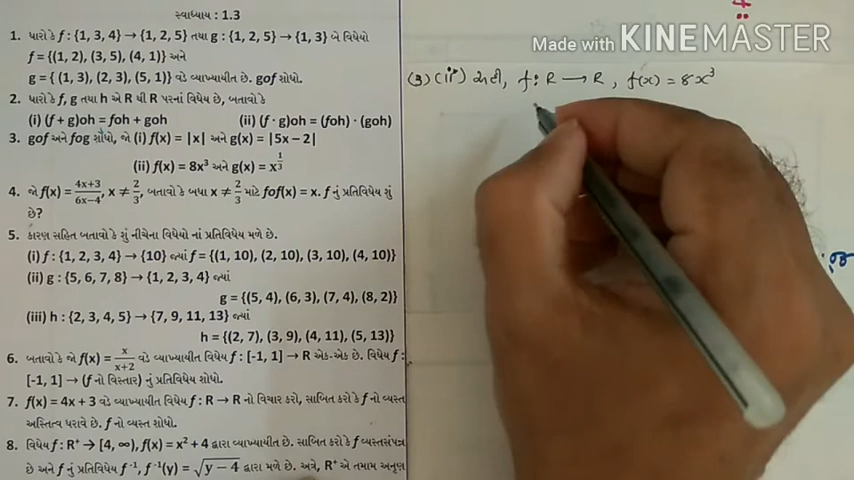 સ્વાધ્યાય : 1.3
1. ધારો કે f : {1, 3, 4} → {1, 2, 5} તથા g : {1, 2, 5} → {1, 3} બે વિધેયો
f = {(1, 2), (3, 5), (4, 1)} અને
g = { (1, 3), (2, 3), (5, 1)} વડે વ્યાખ્યાયીત છે. gof શોધો.
2. ધારો કે f, g તથા h એ R થી R પરનાં વિધેય છે, બતાવો કે
(i) (f + g)oh = foh + goh (ii) (f · g)oh = (foh) · (goh)
3. gof અને fog શોધો, જો (i) f(x) = |x| અને g(x) = |5x – 2|
(ii) f(x) = 8x³ અને g(x) = x^(1/3)
4. જો f(x) = (4x+3)/(6x–4), x ≠ 2/3, બતાવો કે બધા x ≠ 2/3 માટે fof(x) = x. f નું પ્રતિવિધેય શું
છે?
5. કારણ સહિત બતાવો કે શું નીચેના વિધેયો નાં પ્રતિવિધેય મળે છે.
(i) f : {1, 2, 3, 4} → {10} જ્યાં f = {(1, 10), (2, 10), (3, 10), (4, 10)}
(ii) g : {5, 6, 7, 8} → {1, 2, 3, 4} જ્યાં
g = {(5, 4), (6, 3), (7, 4), (8, 2)}
(iii) h : {2, 3, 4, 5} → {7, 9, 11, 13} જ્યાં
h = {(2, 7), (3, 9), (4, 11), (5, 13)}
6. બતાવો કે જો f(x) = x/(x+2) વડે વ્યાખ્યાયીત વિધેય f : [-1, 1] → R એક-એક છે. વિધેય f :
[-1, 1] → (f નો વિસ્તાર) નું પ્રતિવિધેય શોધો.
7. f(x) = 4x + 3 વડે વ્યાખ્યાયીત વિધેય f : R → R નો વિચાર કરો, સાબિત કરો કે f નો વ્યસ્ત
અસ્તિત્વ ધરાવે છે. f નો વ્યસ્ત શોધો.
8. વિધેય f : R⁺ → [4, ∞), f(x) = x² + 4 દ્વારા વ્યાખ્યાયીત છે. સાબિત કરો કે f વ્યસ્તસંપન્ન
છે અને f નું પ્રતિવિધેય f⁻¹, f⁻¹(y) = √(y – 4) દ્વારા મળે છે. અત્રે, R⁺ એ તમામ અનૃણ
Made with KINEMASTER
(3) (ii) અહી, f : R → R , f(x) = 8x³